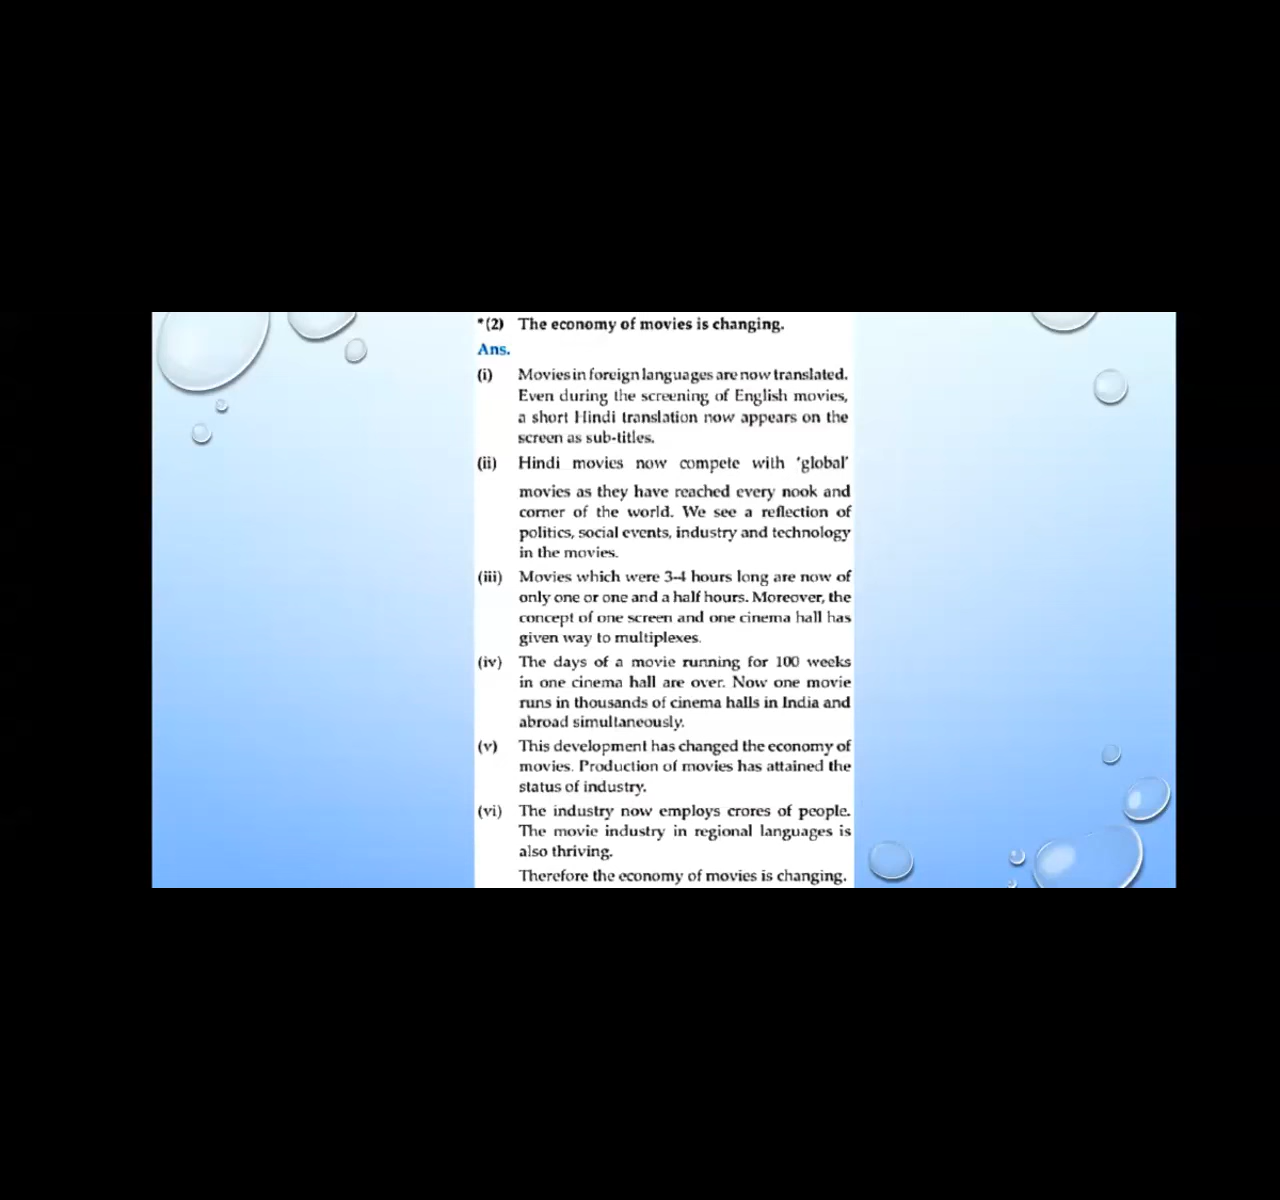 *(2) The economy of movies is changing.
Ans.
(i) Movies in foreign languages are now translated.
Even during the screening of English movies,
a short Hindi translation now appears on the
screen as sub-titles.
(ii) Hindi movies now compete with 'global'
movies as they have reached every nook and
corner of the world. We see a reflection of
politics, social events, industry and technology
in the movies.
(iii) Movies which were 3-4 hours long are now of
only one or one and a half hours. Moreover, the
concept of one screen and one cinema hall has
given way to multiplexes.
(iv) The days of a movie running for 100 weeks
in one cinema hall are over. Now one movie
runs in thousands of cinema halls in India and
abroad simultaneously.
(v) This development has changed the economy of
movies. Production of movies has attained the
status of industry.
(vi) The industry now employs crores of people.
The movie industry in regional languages is
also thriving.
Therefore the economy of movies is changing.